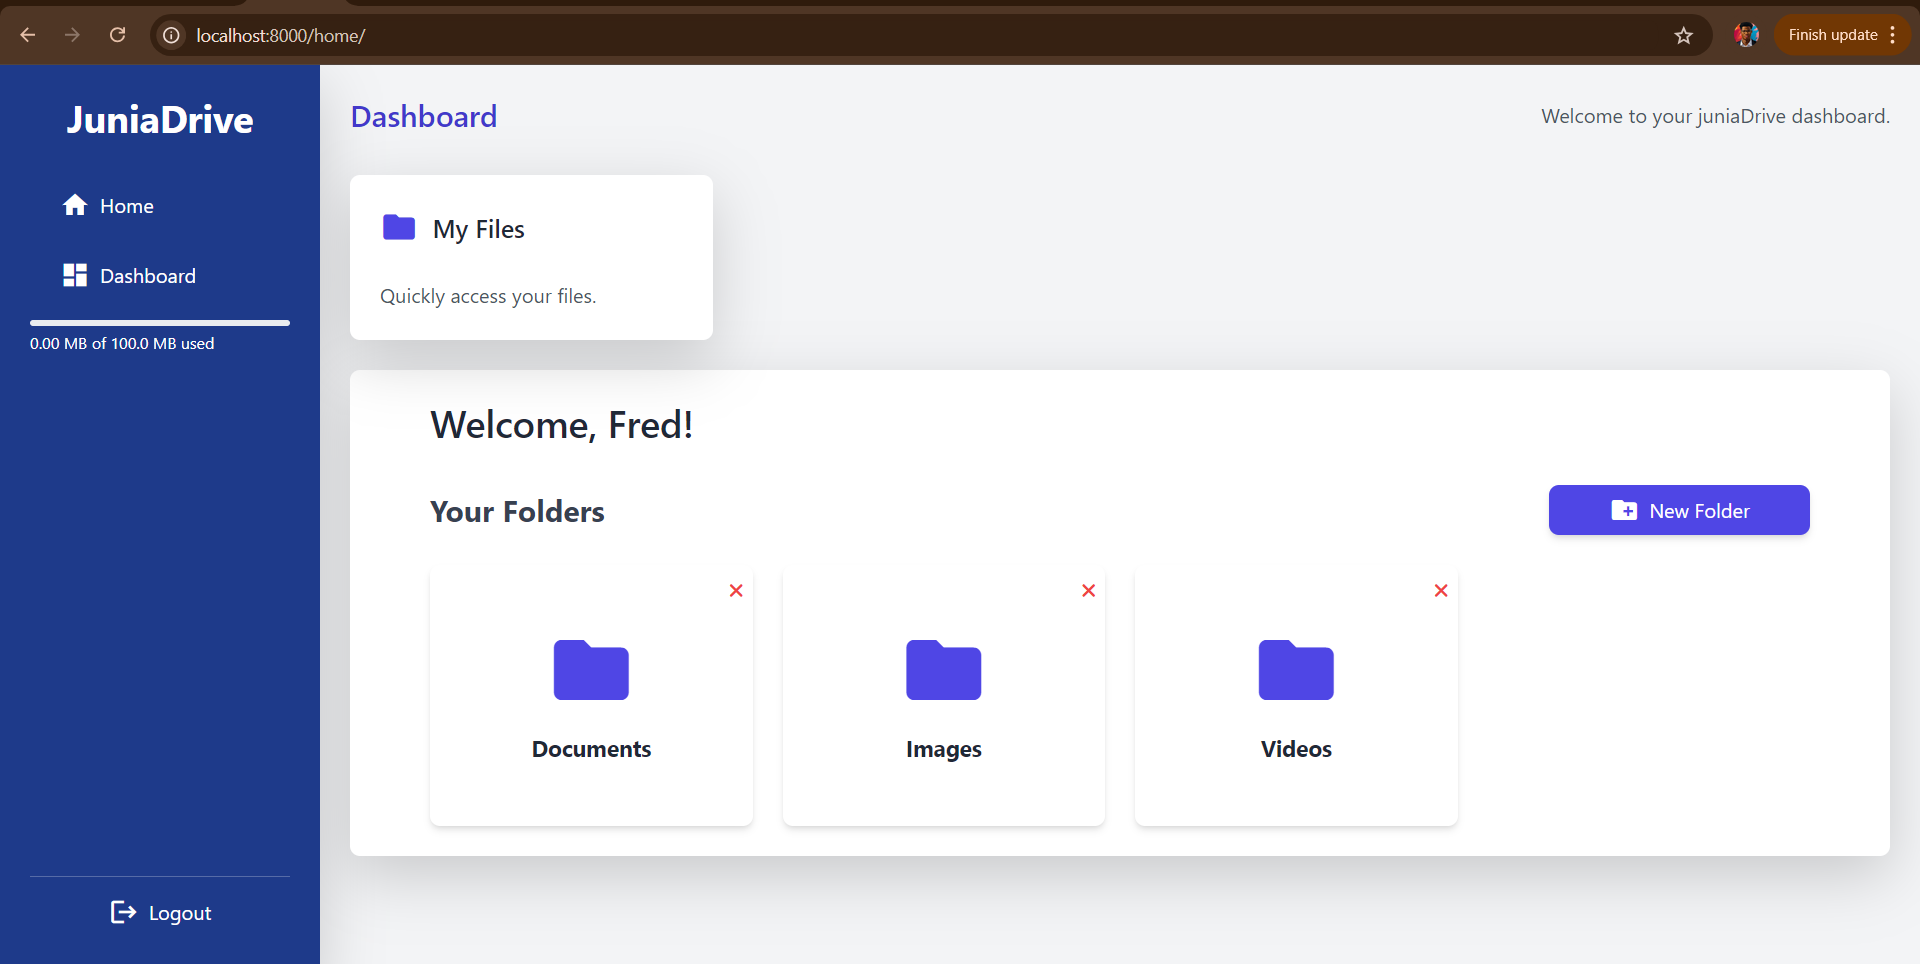 localhost:8000/home/
Finish update
JuniaDrive
Home
Dashboard
0.00 MB of 100.0 MB used
Logout
Dashboard
Welcome to your juniaDrive dashboard.
My Files
Quickly access your files.
Welcome, Fred!
Your Folders
New Folder
Documents
Images
Videos